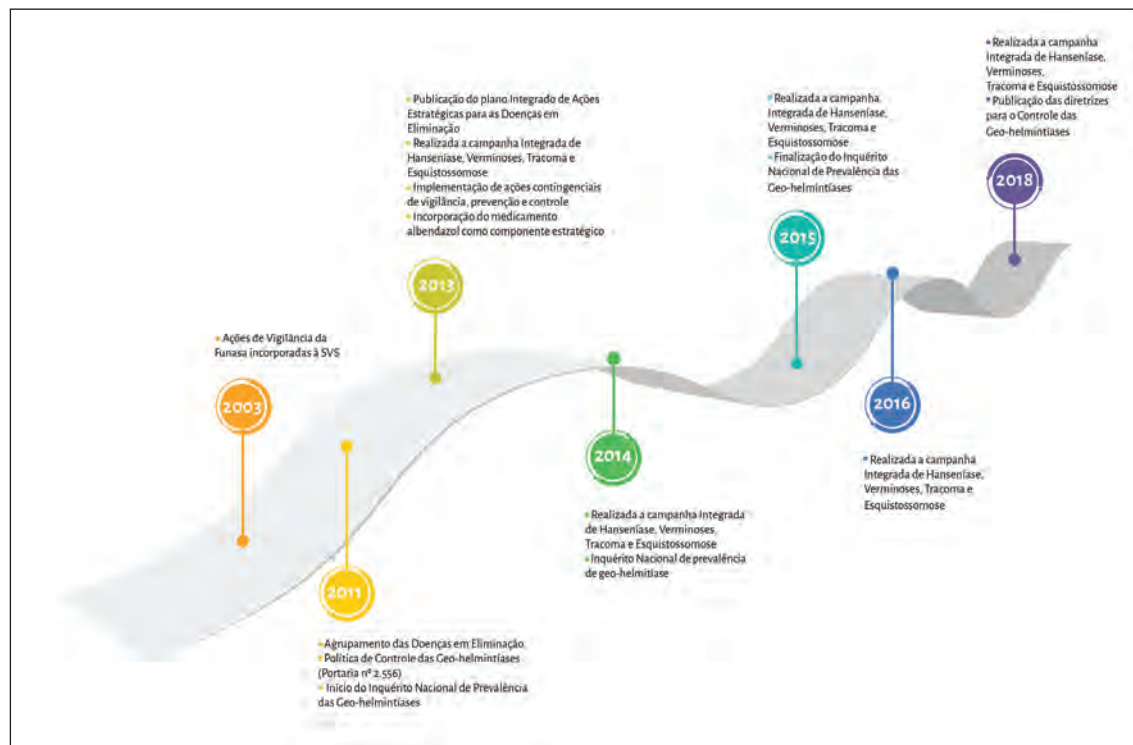 Ações de Vigilância da
Funasa incorporadas à SVS
2003
2011
Agrupamento das Doenças em Eliminação
Política de Controle das Geo-helmintíases
(Portaria nº 2.556)
Início do Inquérito Nacional de Prevalência
das Geo-helmintíases
Publicação do plano Integrado de Ações
Estratégicas para as Doenças em
Eliminação
Realizada a campanha Integrada de
Hanseníase, Verminoses, Tracoma e
Esquistossomose
Implementação de ações contingenciais
de vigilância, prevenção e controle
Incorporação do medicamento
albendazol como componente estratégico
2013
2014
Realizada a campanha Integrada
de Hanseníase, Verminoses,
Tracoma e Esquistossomose
Inquérito Nacional de prevalência
de geo-helmitíase
Realizada a campanha
Integrada de Hanseníase,
Verminoses, Tracoma e
Esquistossomose
Finalização do Inquérito
Nacional de Prevalência das
Geo-helmintíases
2015
2016
Realizada a campanha
Integrada de Hanseníase,
Verminoses, Tracoma e
Esquistossomose
Realizada a campanha
Integrada de Hanseníase,
Verminoses,
Tracoma e Esquistossomose
Publicação das diretrizes
para o Controle das
Geo-helmintíases
2018